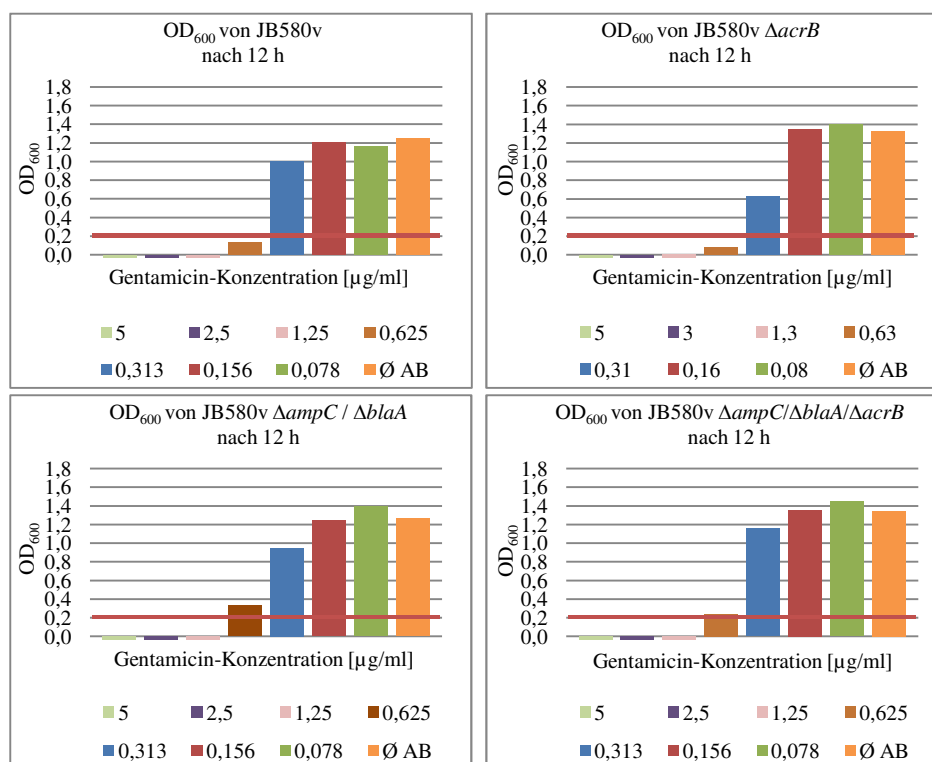 OD600 von JB580v
nach 12 h
1,8
1,6
1,4
1,2
1,0
0,8
0,6
0,4
0,2
0,0
OD600
Gentamicin-Konzentration [µg/ml]
5 2,5 1,25 0,625
0,313 0,156 0,078 Ø AB
OD600 von JB580v ΔacrB
nach 12 h
1,8
1,6
1,4
1,2
1,0
0,8
0,6
0,4
0,2
0,0
OD600
Gentamicin-Konzentration [µg/ml]
5 3 1,3 0,63
0,31 0,16 0,08 Ø AB
OD600 von JB580v ΔampC / ΔblaA
nach 12 h
1,8
1,6
1,4
1,2
1,0
0,8
0,6
0,4
0,2
0,0
OD600
Gentamicin-Konzentration [µg/ml]
5 2,5 1,25 0,625
0,313 0,156 0,078 Ø AB
OD600 von JB580v ΔampC/ΔblaA/ΔacrB
nach 12 h
1,8
1,6
1,4
1,2
1,0
0,8
0,6
0,4
0,2
0,0
OD600
Gentamicin-Konzentration [µg/ml]
5 2,5 1,25 0,625
0,313 0,156 0,078 Ø AB